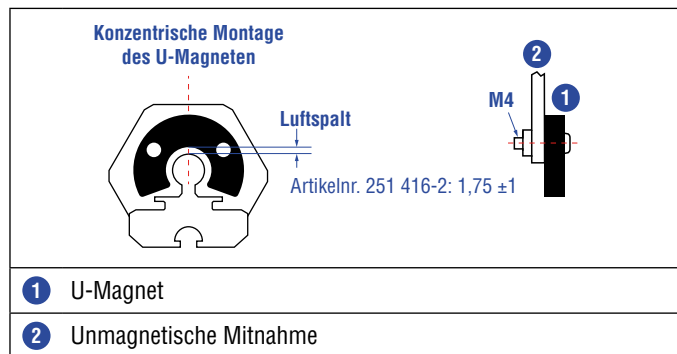 Konzentrische Montage
des U-Magneten
2
1
M4
Luftspalt
Artikelnr. 251 416-2: 1,75 ±1
1 U-Magnet
2 Unmagnetische Mitnahme